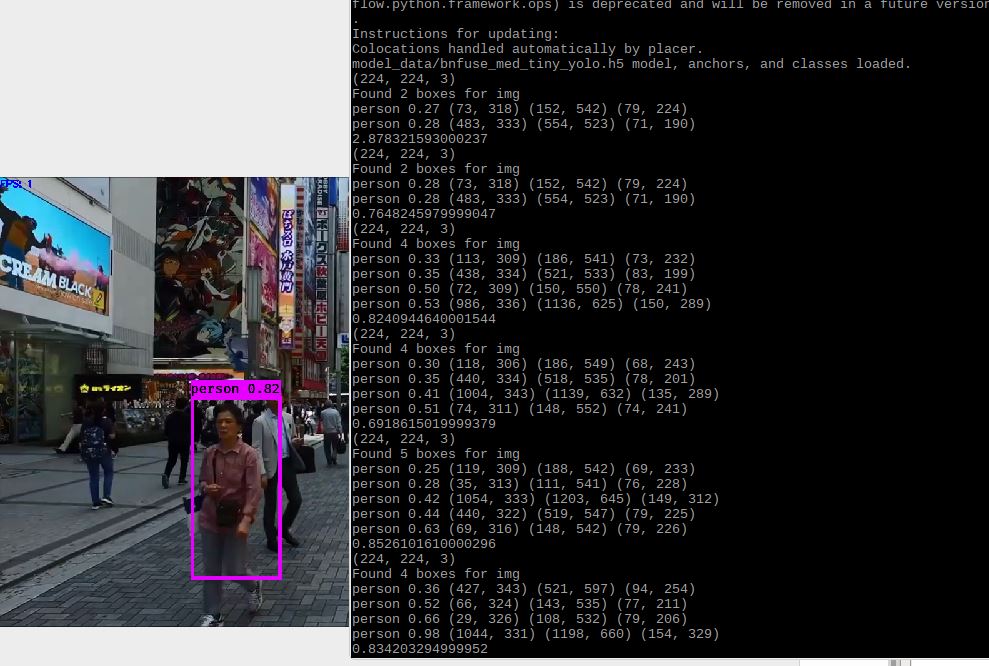 flow.python.framework.ops) is deprecated and will be removed in a future version
.
Instructions for updating:
Colocations handled automatically by placer.
model_data/bnfuse_med_tiny_yolo.h5 model, anchors, and classes loaded.
(224, 224, 3)
Found 2 boxes for img
person 0.27 (73, 318) (152, 542) (79, 224)
person 0.28 (483, 333) (554, 523) (71, 190)
2.878321593000237
(224, 224, 3)
Found 2 boxes for img
person 0.28 (73, 318) (152, 542) (79, 224)
person 0.28 (483, 333) (554, 523) (71, 190)
0.7648245979999047
(224, 224, 3)
Found 4 boxes for img
person 0.33 (113, 309) (186, 541) (73, 232)
person 0.35 (438, 334) (521, 533) (83, 199)
person 0.50 (72, 309) (150, 550) (78, 241)
person 0.53 (986, 336) (1136, 625) (150, 289)
0.8240944640001544
(224, 224, 3)
Found 4 boxes for img
person 0.30 (118, 306) (186, 549) (68, 243)
person 0.35 (440, 334) (518, 535) (78, 201)
person 0.41 (1004, 343) (1139, 632) (135, 289)
person 0.51 (74, 311) (148, 552) (74, 241)
0.6918615019999379
(224, 224, 3)
Found 5 boxes for img
person 0.25 (119, 309) (188, 542) (69, 233)
person 0.28 (35, 313) (111, 541) (76, 228)
person 0.42 (1054, 333) (1203, 645) (149, 312)
person 0.44 (440, 322) (519, 547) (79, 225)
person 0.63 (69, 316) (148, 542) (79, 226)
0.8526101610000296
(224, 224, 3)
Found 4 boxes for img
person 0.36 (427, 343) (521, 597) (94, 254)
person 0.52 (66, 324) (143, 535) (77, 211)
person 0.66 (29, 326) (108, 532) (79, 206)
person 0.98 (1044, 331) (1198, 660) (154, 329)
0.834203294999952
FPS: 1
CREAM BLACK
ぱちスロ 水戸黄門
person 0.82